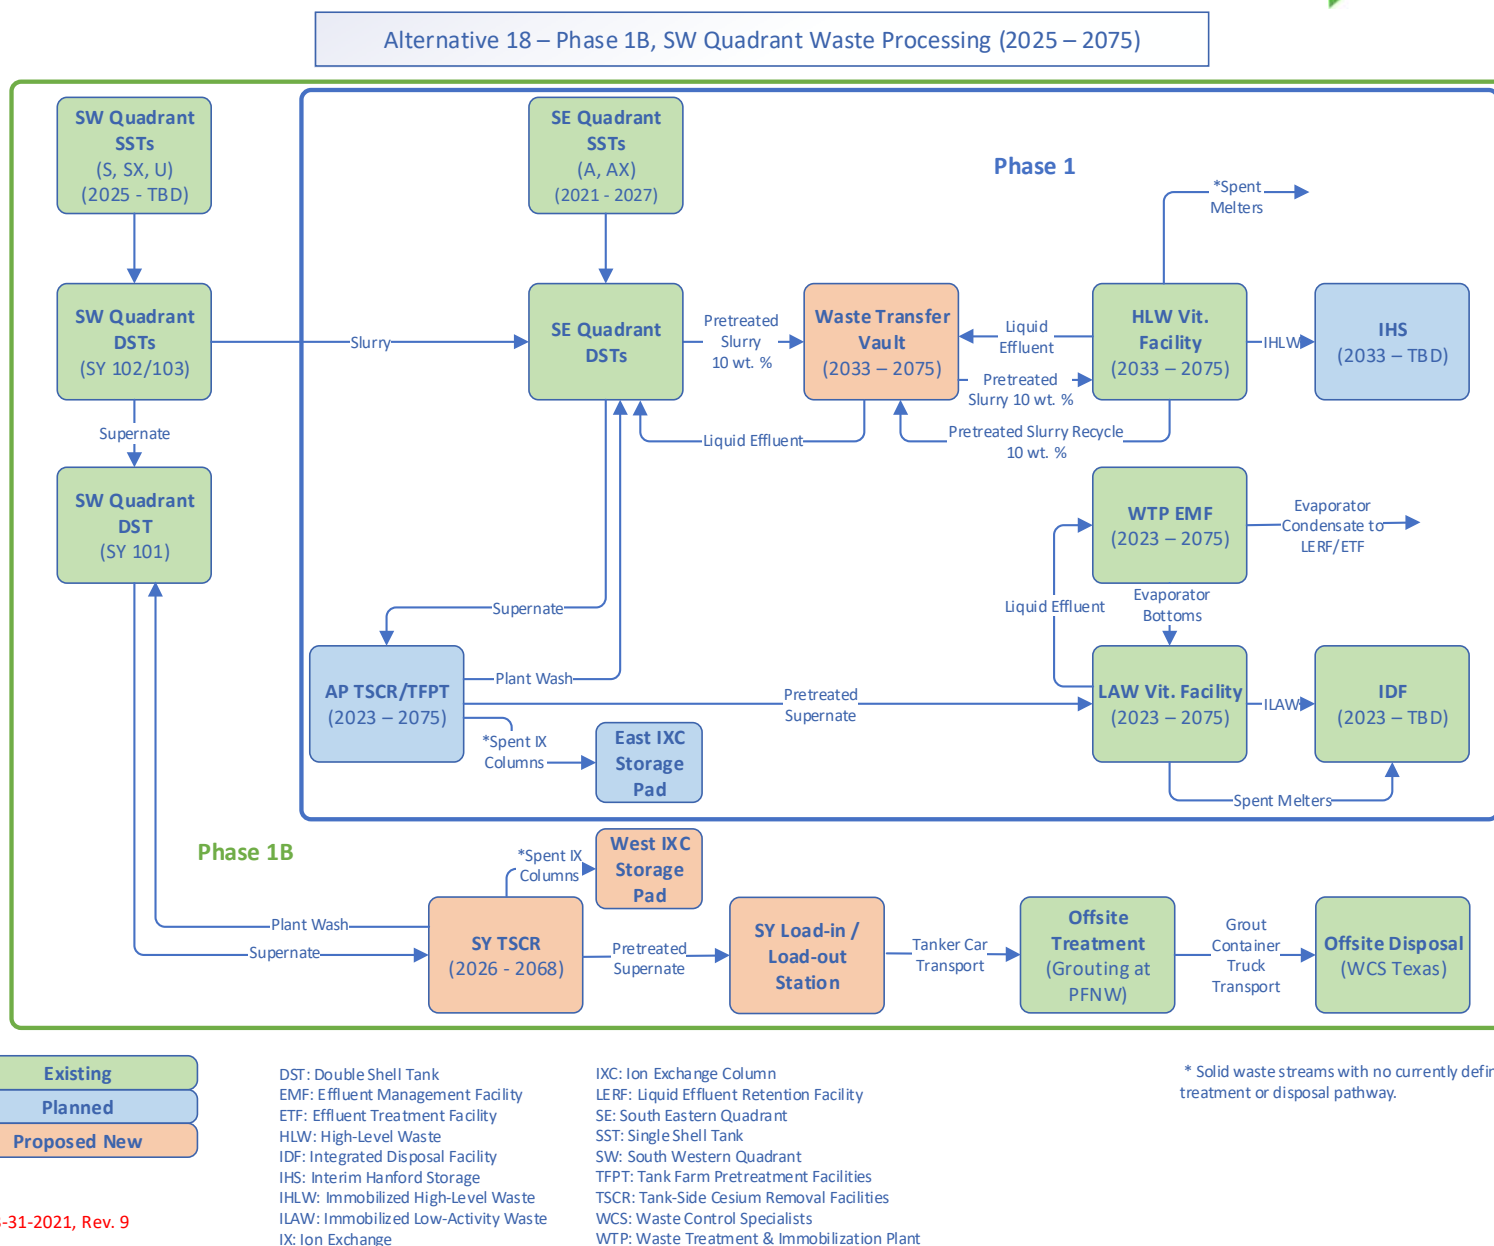 Alternative 18 – Phase 1B, SW Quadrant Waste Processing (2025 – 2075)
SW Quadrant
SSTs
(S, SX, U)
(2025 - TBD)
SE Quadrant
SSTs
(A, AX)
(2021 - 2027)
Phase 1
*Spent
Melters
SW Quadrant
DSTs
(SY 102/103)
Slurry
SE Quadrant
DSTs
Pretreated
Slurry
10 wt. %
Waste Transfer
Vault
(2033 – 2075)
Liquid
Effluent
Pretreated
Slurry 10 wt. %
HLW Vit.
Facility
(2033 – 2075)
IHLW
IHS
(2033 – TBD)
Supernate
Liquid Effluent
Pretreated Slurry Recycle
10 wt. %
SW Quadrant
DST
(SY 101)
WTP EMF
(2023 – 2075)
Evaporator
Condensate to
LERF/ETF
Supernate
Liquid Effluent
Evaporator
Bottoms
AP TSCR/TFPT
(2023 – 2075)
Plant Wash
Pretreated
Supernate
LAW Vit. Facility
(2023 – 2075)
ILAW
IDF
(2023 – TBD)
*Spent IX
Columns
East IXC
Storage
Pad
Spent Melters
Phase 1B
*Spent IX
Columns
West IXC
Storage
Pad
Plant Wash
Supernate
SY TSCR
(2026 - 2068)
Pretreated
Supernate
SY Load-in /
Load-out
Station
Tanker Car
Transport
Offsite
Treatment
(Grouting at
PFNW)
Grout
Container
Truck
Transport
Offsite Disposal
(WCS Texas)
Existing
Planned
Proposed New
DST: Double Shell Tank
EMF: Effluent Management Facility
ETF: Effluent Treatment Facility
HLW: High-Level Waste
IDF: Integrated Disposal Facility
IHS: Interim Hanford Storage
IHLW: Immobilized High-Level Waste
ILAW: Immobilized Low-Activity Waste
IX: Ion Exchange
IXC: Ion Exchange Column
LERF: Liquid Effluent Retention Facility
SE: South Eastern Quadrant
SST: Single Shell Tank
SW: South Western Quadrant
TFPT: Tank Farm Pretreatment Facilities
TSCR: Tank-Side Cesium Removal Facilities
WCS: Waste Control Specialists
WTP: Waste Treatment & Immobilization Plant
* Solid waste streams with no currently defin
treatment or disposal pathway.
-31-2021, Rev. 9